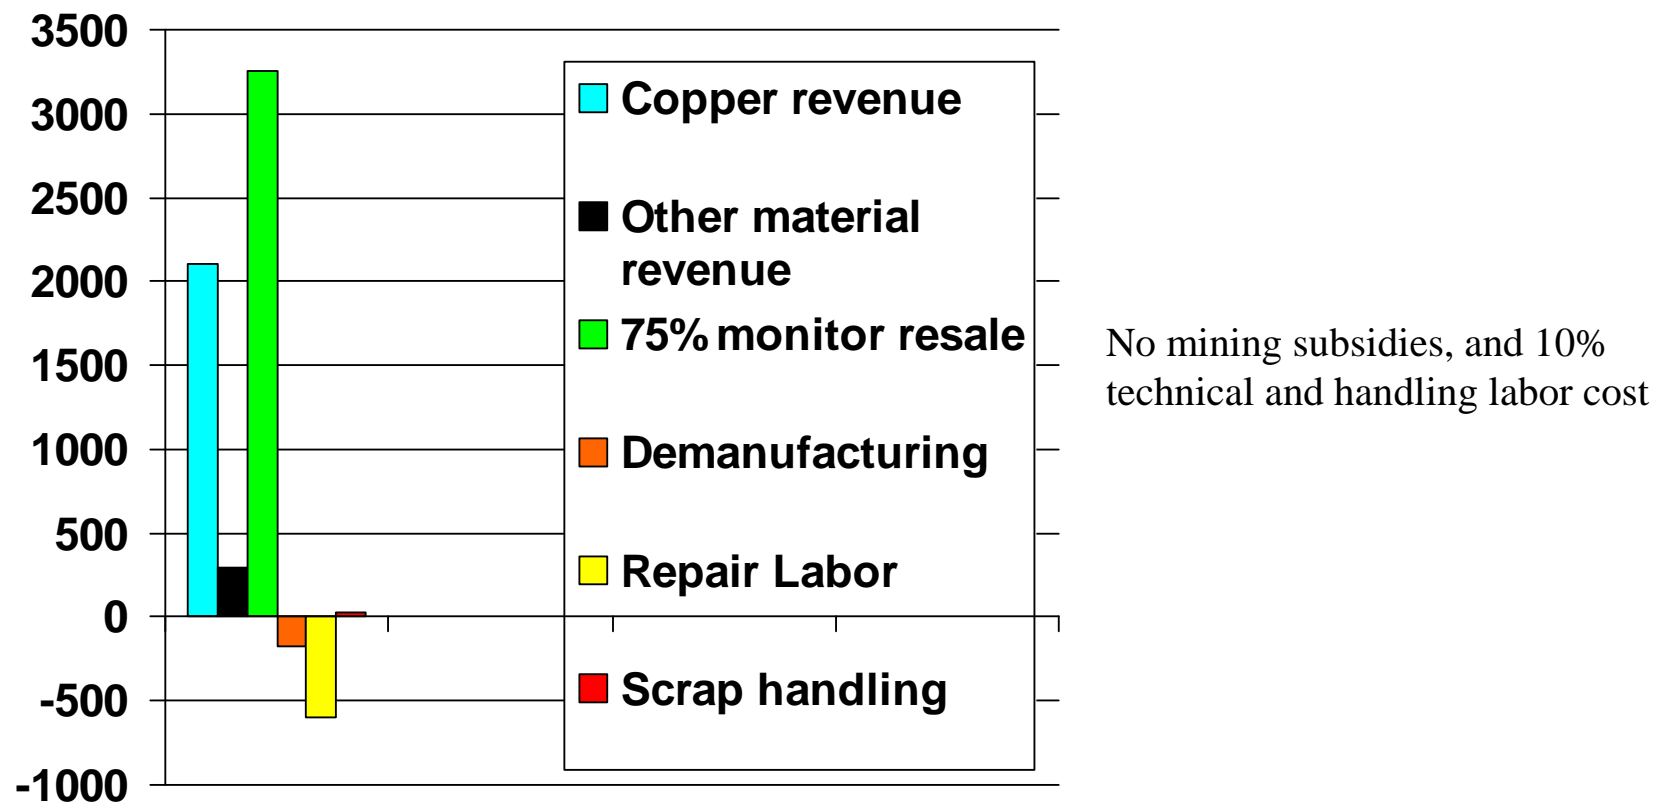 3500
3000
2500
2000
1500
1000
500
0
-500
-1000
Copper revenue
Other material
revenue
75% monitor resale
Demanufacturing
Repair Labor
Scrap handling
No mining subsidies, and 10%
technical and handling labor cost